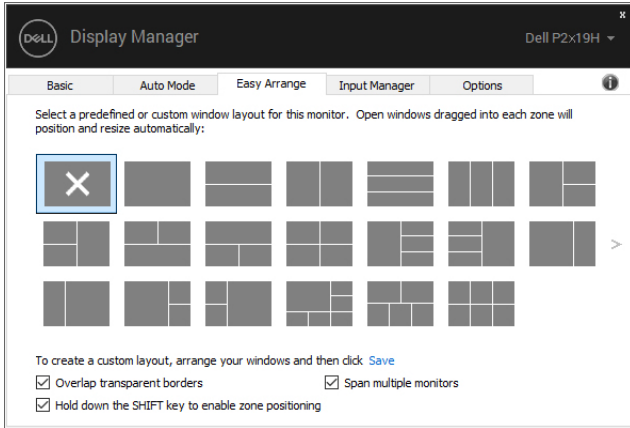 x
DELL Display Manager Dell P2x19H
Basic Auto Mode Easy Arrange Input Manager Options i
Select a predefined or custom window layout for this monitor. Open windows dragged into each zone will
position and resize automatically:
>
To create a custom layout, arrange your windows and then click Save
Overlap transparent borders Span multiple monitors
Hold down the SHIFT key to enable zone positioning